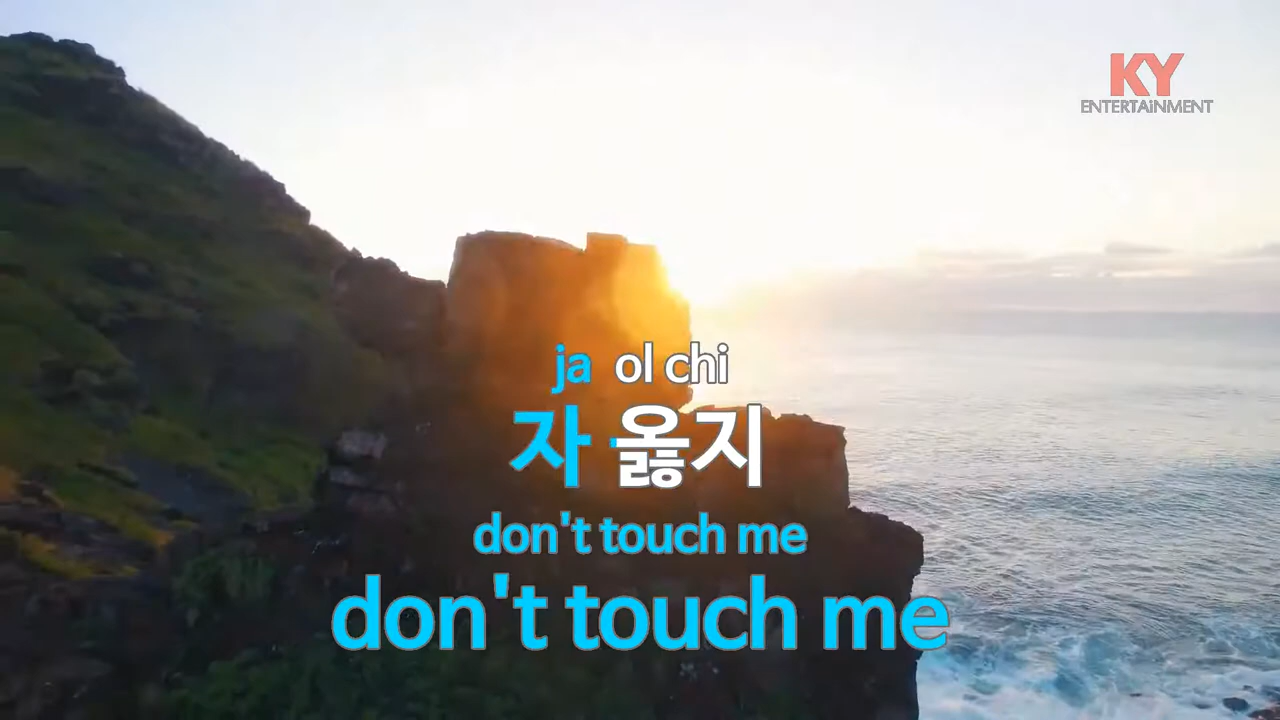 KY
ENTERTAiNMENT
ja ol chi
자 옳지
don't touch me
don't touch me